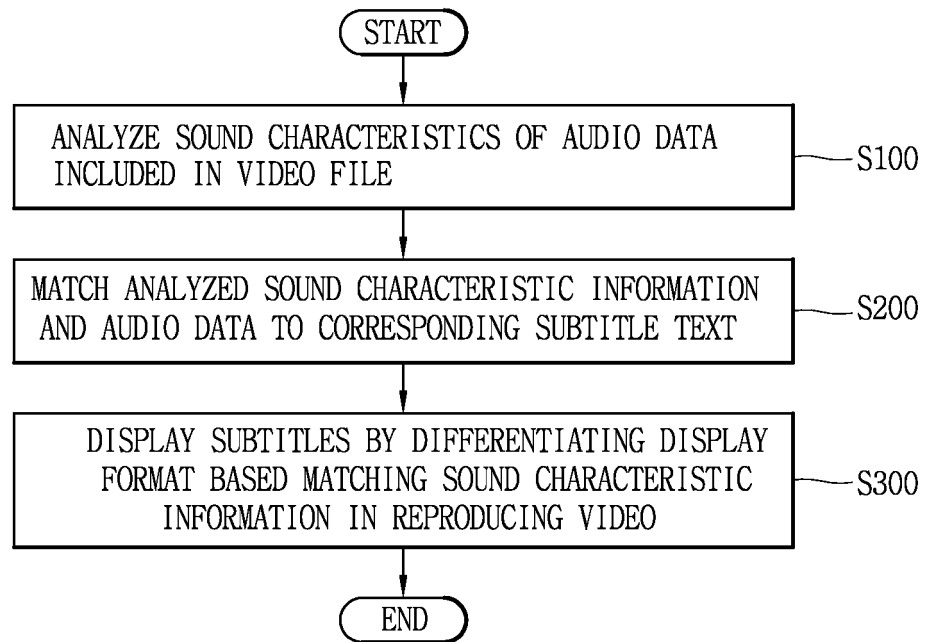 START
ANALYZE SOUND CHARACTERISTICS OF AUDIO DATA
INCLUDED IN VIDEO FILE
S100
MATCH ANALYZED SOUND CHARACTERISTIC INFORMATION
AND AUDIO DATA TO CORRESPONDING SUBTITLE TEXT
S200
DISPLAY SUBTITLES BY DIFFERENTIATING DISPLAY
FORMAT BASED MATCHING SOUND CHARACTERISTIC
INFORMATION IN REPRODUCING VIDEO
S300
END